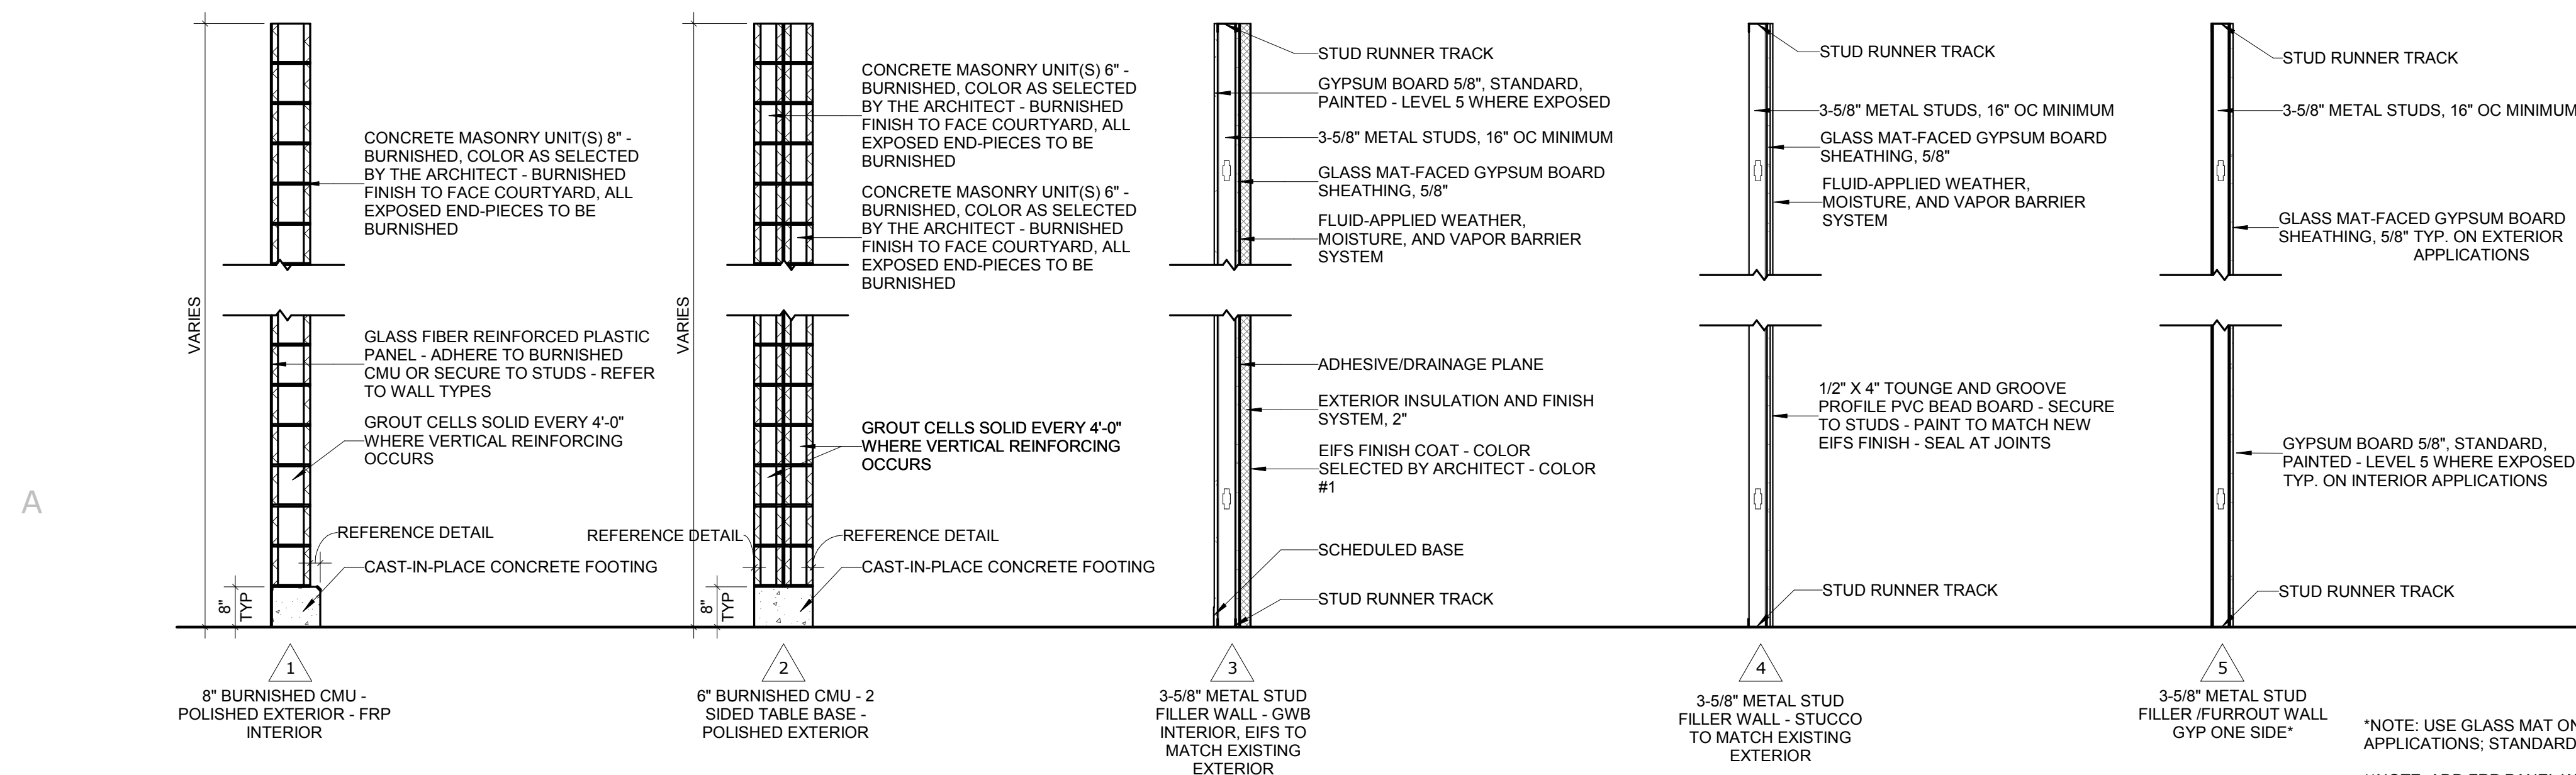 VARIES
CONCRETE MASONRY UNIT(S) 8" -
BURNISHED, COLOR AS SELECTED
BY THE ARCHITECT - BURNISHED
FINISH TO FACE COURTYARD, ALL
EXPOSED END-PIECES TO BE
BURNISHED
GLASS FIBER REINFORCED PLASTIC
PANEL - ADHERE TO BURNISHED
CMU OR SECURE TO STUDS - REFER
TO WALL TYPES
GROUT CELLS SOLID EVERY 4'-0"
WHERE VERTICAL REINFORCING
OCCURS
REFERENCE DETAIL
CAST-IN-PLACE CONCRETE FOOTING
8"
TYP
1
8" BURNISHED CMU -
POLISHED EXTERIOR - FRP
INTERIOR
VARIES
CONCRETE MASONRY UNIT(S) 6" -
BURNISHED, COLOR AS SELECTED
BY THE ARCHITECT - BURNISHED
FINISH TO FACE COURTYARD, ALL
EXPOSED END-PIECES TO BE
BURNISHED
CONCRETE MASONRY UNIT(S) 6" -
BURNISHED, COLOR AS SELECTED
BY THE ARCHITECT - BURNISHED
FINISH TO FACE COURTYARD, ALL
EXPOSED END-PIECES TO BE
BURNISHED
GROUT CELLS SOLID EVERY 4'-0"
WHERE VERTICAL REINFORCING
OCCURS
REFERENCE DETAIL
REFERENCE DETAIL
CAST-IN-PLACE CONCRETE FOOTING
8"
TYP
2
6" BURNISHED CMU - 2
SIDED TABLE BASE -
POLISHED EXTERIOR
STUD RUNNER TRACK
GYPSUM BOARD 5/8", STANDARD,
PAINTED - LEVEL 5 WHERE EXPOSED
3-5/8" METAL STUDS, 16" OC MINIMUM
GLASS MAT-FACED GYPSUM BOARD
SHEATHING, 5/8"
FLUID-APPLIED WEATHER,
MOISTURE, AND VAPOR BARRIER
SYSTEM
ADHESIVE/DRAINAGE PLANE
EXTERIOR INSULATION AND FINISH
SYSTEM, 2"
EIFS FINISH COAT - COLOR
SELECTED BY ARCHITECT - COLOR
#1
SCHEDULED BASE
STUD RUNNER TRACK
3
3-5/8" METAL STUD
FILLER WALL - GWB
INTERIOR, EIFS TO
MATCH EXISTING
EXTERIOR
STUD RUNNER TRACK
3-5/8" METAL STUDS, 16" OC MINIMUM
GLASS MAT-FACED GYPSUM BOARD
SHEATHING, 5/8"
FLUID-APPLIED WEATHER,
MOISTURE, AND VAPOR BARRIER
SYSTEM
1/2" X 4" TOUNGE AND GROOVE
PROFILE PVC BEAD BOARD - SECURE
TO STUDS - PAINT TO MATCH NEW
EIFS FINISH - SEAL AT JOINTS
STUD RUNNER TRACK
4
3-5/8" METAL STUD
FILLER WALL - STUCCO
TO MATCH EXISTING
EXTERIOR
STUD RUNNER TRACK
3-5/8" METAL STUDS, 16" OC MINIMUM
GLASS MAT-FACED GYPSUM BOARD
SHEATHING, 5/8" TYP. ON EXTERIOR
APPLICATIONS
GYPSUM BOARD 5/8", STANDARD,
PAINTED - LEVEL 5 WHERE EXPOSED
TYP. ON INTERIOR APPLICATIONS
STUD RUNNER TRACK
5
3-5/8" METAL STUD
FILLER /FURROUT WALL
GYP ONE SIDE*
*NOTE: USE GLASS MAT ON
APPLICATIONS; STANDARD
A